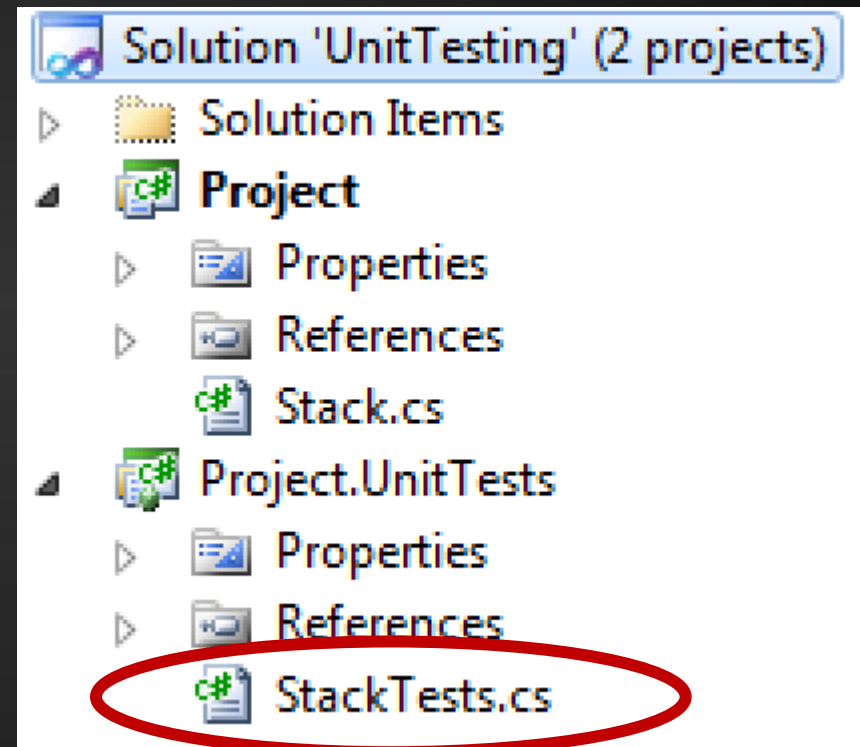 Solution 'UnitTesting' (2 projects)
Solution Items
C# Project
Properties
References
C# Stack.cs
C# Project.UnitTests
Properties
References
C# StackTests.cs